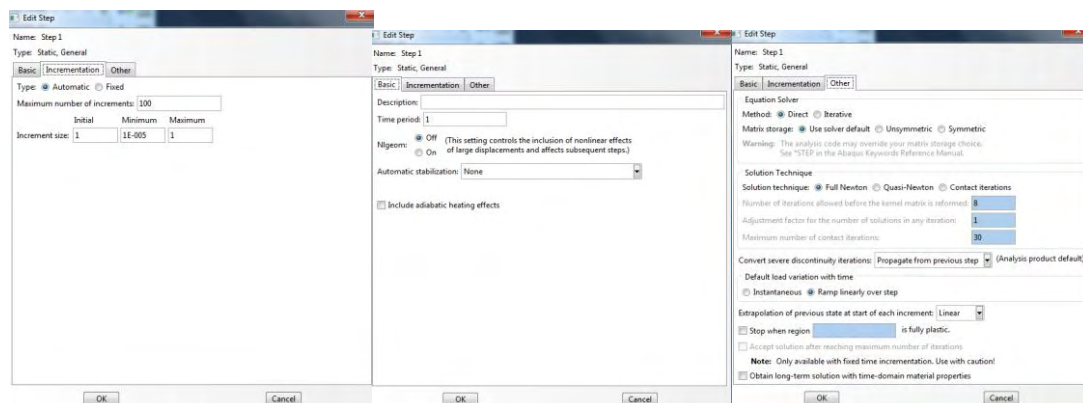 Edit Step
Name: Step 1
Type: Static, General
Basic Incrementation Other
Type: Automatic Fixed
Maximum number of increments: 100
Initial Minimum Maximum
Increment size: 1 1E-005 1
OK Cancel
Edit Step
Name: Step 1
Type: Static, General
Basic Incrementation Other
Description:
Time period: 1
Nlgeom: Off (This setting controls the inclusion of nonlinear effects
On of large displacements and affects subsequent steps.)
Automatic stabilization: None
Include adiabatic heating effects
OK Cancel
Edit Step
Name: Step 1
Type: Static, General
Basic Incrementation Other
Equation Solver
Method: Direct Iterative
Matrix storage: Use solver default Unsymmetric Symmetric
Warning: The analysis code may override your matrix storage choice.
See *STEP in the Abaqus Keywords Reference Manual.
Solution Technique
Solution technique: Full Newton Quasi-Newton Contact iterations
Number of iterations allowed before the kernel matrix is reformed: 8
Adjustment factor for the number of solutions in any iteration: 1
Maximum number of contact iterations: 30
Convert severe discontinuity iterations: Propagate from previous step (Analysis product default)
Default load variation with time
Instantaneous Ramp linearly over step
Extrapolation of previous state at start of each increment: Linear
Stop when region is fully plastic.
Accept solution after reaching maximum number of iterations
Note: Only available with fixed time incrementation. Use with caution!
Obtain long-term solution with time-domain material properties
OK Cancel